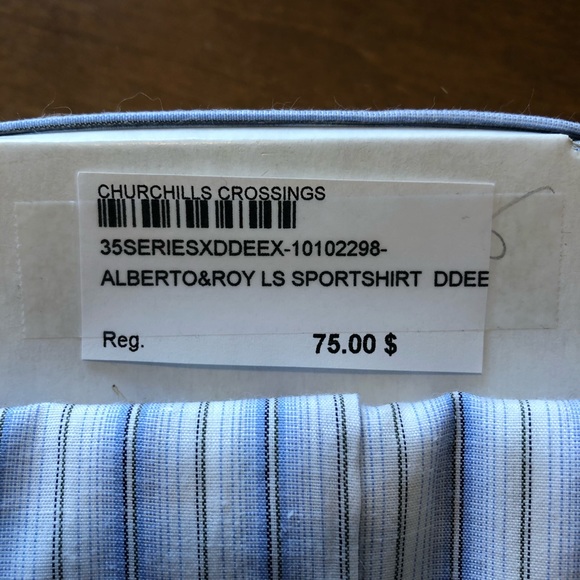 CHURCHILLS CROSSINGS
35SERIESXDDEEX-10102298-
ALBERTO&ROY LS SPORTSHIRT DDEE
Reg. 75.00 $